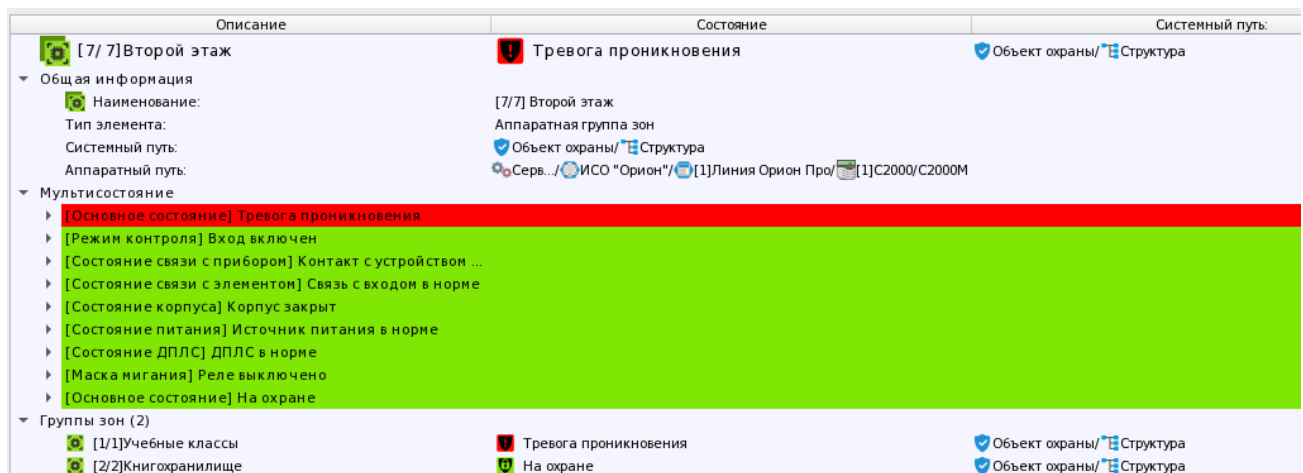 Описание Состояние Системный путь:
[7/ 7]Второй этаж Тревога проникновения Объект охраны/ Структура
Общая информация
Наименование: [7/7] Второй этаж
Тип элемента: Аппаратная группа зон
Системный путь: Объект охраны/ Структура
Аппаратный путь: Серв.../ ИСО "Орион"/ [1]Линия Орион Про/ [1]С2000/С2000М
Мультисостояние
[Основное состояние] Тревога проникновения
[Режим контроля] Вход включен
[Состояние связи с прибором] Контакт с устройством ...
[Состояние связи с элементом] Связь с входом в норме
[Состояние корпуса] Корпус закрыт
[Состояние питания] Источник питания в норме
[Состояние ДПЛС] ДПЛС в норме
[Маска мигания] Реле выключено
[Основное состояние] На охране
Группы зон (2)
[1/1]Учебные классы Тревога проникновения Объект охраны/ Структура
[2/2]Книгохранилище На охране Объект охраны/ Структура